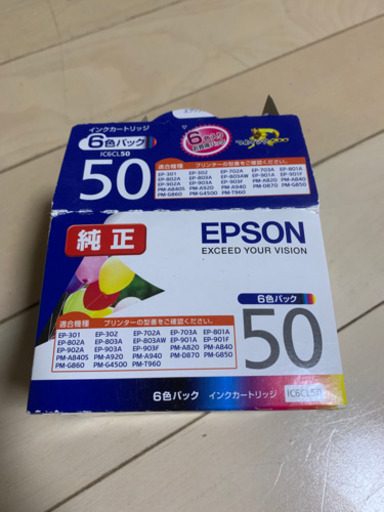 インクカートリッジ
6色パック
IC6CL50
50
6色パック
適合機種 プリンターの型番をご確認ください。
EP-301 EP-302 EP-702A EP-703A EP-801A
EP-802A EP-803A EP-803AW EP-901A EP-901F
EP-902A EP-903A EP-903F PM-A820 PM-A840
PM-A840S PM-A920 PM-A940 PM-D870 PM-G850
PM-G860 PM-G4500 PM-T960
純正
EPSON
EXCEED YOUR VISION
6色パック
50
適合機種 プリンターの型番をご確認ください。
EP-301 EP-302 EP-702A EP-703A EP-801A
EP-802A EP-803A EP-803AW EP-901A EP-901F
EP-902A EP-903A EP-903F PM-A820 PM-A840
PM-A840S PM-A920 PM-A940 PM-D870 PM-G850
PM-G860 PM-G4500 PM-T960
6色パック インクカートリッジ IC6CL50